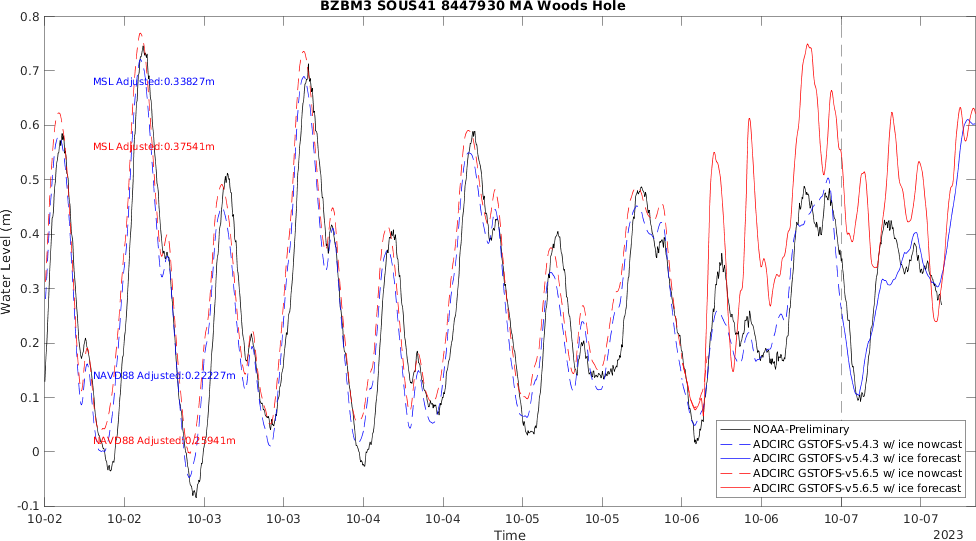 BZBM3 SOUS41 8447930 MA Woods Hole
Water Level (m)
0.8
0.7
0.6
0.5
0.4
0.3
0.2
0.1
0
-0.1
MSL Adjusted:0.33827m
MSL Adjusted:0.37541m
NAVD88 Adjusted:0.22227m
NAVD88 Adjusted:0.25941m
NOAA-Preliminary
ADCIRC GSTOFS-v5.4.3 w/ ice nowcast
ADCIRC GSTOFS-v5.4.3 w/ ice forecast
ADCIRC GSTOFS-v5.6.5 w/ ice nowcast
ADCIRC GSTOFS-v5.6.5 w/ ice forecast
10-02 10-02 10-03 10-03 10-04 10-04 10-05 10-05 10-06 10-06 10-07 10-07
Time
2023